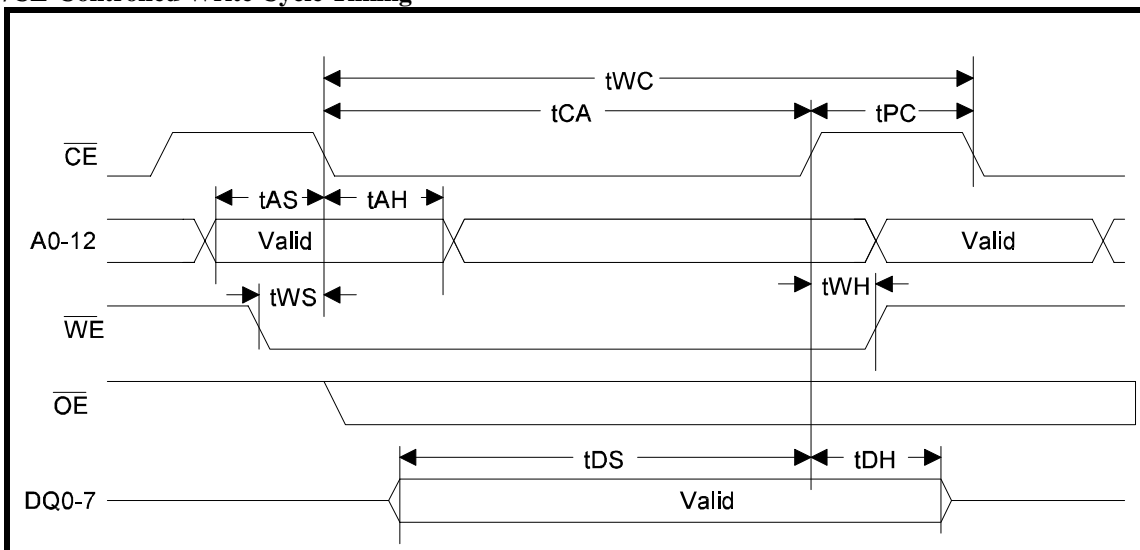 /CE Controlled Write Cycle Timing
tWC
tCA
tPC
CE
tAS
tAH
A0-12
Valid
Valid
tWS
tWH
WE
OE
tDS
tDH
DQ0-7
Valid